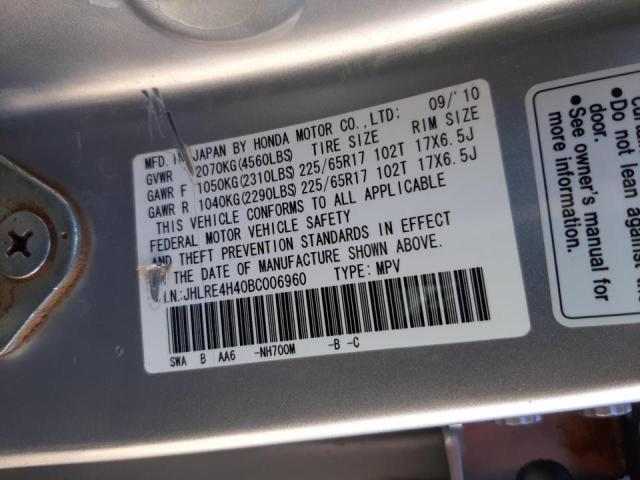 MFD. IN JAPAN BY HONDA MOTOR CO.,LTD: 09/'10
GVWR 2070KG(4560LBS) TIRE SIZE RIM SIZE
GAWR F 1050KG(2310LBS) 225/65R17 102T 17X6.5J
GAWR R 1040KG(2290LBS) 225/65R17 102T 17X6.5J
THIS VEHICLE CONFORMS TO ALL APPLICABLE
FEDERAL MOTOR VEHICLE SAFETY
AND THEFT PREVENTION STANDARDS IN EFFECT
ON THE DATE OF MANUFACTURE SHOWN ABOVE.
I.N:JHLRE4H40BC006960 TYPE: MPV
SWA B AA6 -NH700M -B -C
•Do not lean against
door.
•See owner's manual
for more